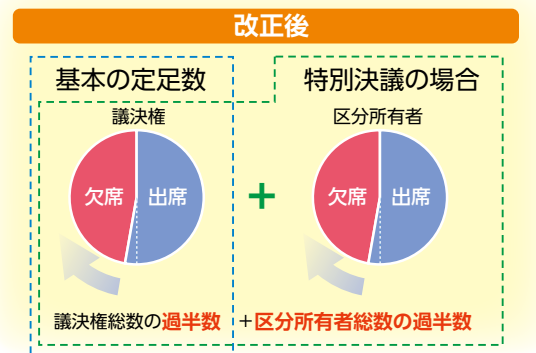 改正後
基本の定足数
特別決議の場合
議決権
区分所有者
欠席
出席
+
欠席
出席
議決権総数の過半数
+区分所有者総数の過半数